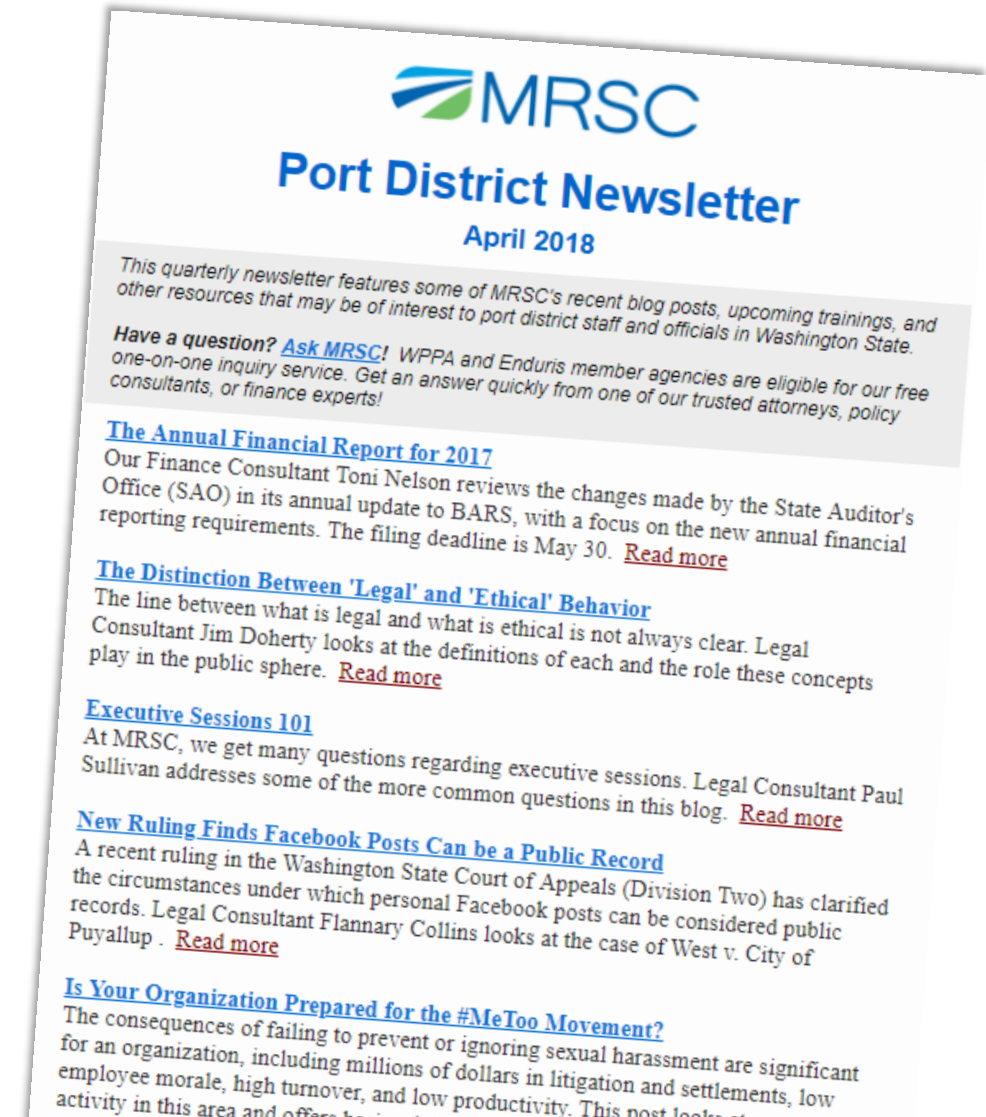 MRSC
Port District Newsletter
April 2018
This quarterly newsletter features some of MRSC's recent blog posts, upcoming trainings, and
other resources that may be of interest to port district staff and officials in Washington State.
Have a question? Ask MRSC! WPPA and Enduris member agencies are eligible for our free
one-on-one inquiry service. Get an answer quickly from one of our trusted attorneys, policy
consultants, or finance experts!
The Annual Financial Report for 2017
Our Finance Consultant Toni Nelson reviews the changes made by the State Auditor's
Office (SAO) in its annual update to BARS, with a focus on the new annual financial
reporting requirements. The filing deadline is May 30. Read more
The Distinction Between 'Legal' and 'Ethical' Behavior
The line between what is legal and what is ethical is not always clear. Legal
Consultant Jim Doherty looks at the definitions of each and the role these concepts
play in the public sphere. Read more
Executive Sessions 101
At MRSC, we get many questions regarding executive sessions. Legal Consultant Paul
Sullivan addresses some of the more common questions in this blog. Read more
New Ruling Finds Facebook Posts Can be a Public Record
A recent ruling in the Washington State Court of Appeals (Division Two) has clarified
the circumstances under which personal Facebook posts can be considered public
records. Legal Consultant Flannary Collins looks at the case of West v. City of
Puyallup . Read more
Is Your Organization Prepared for the #MeToo Movement?
The consequences of failing to prevent or ignoring sexual harassment are significant
for an organization, including millions of dollars in litigation and settlements, low
employee morale, high turnover, and low productivity. This post looks
activity in this area and offers